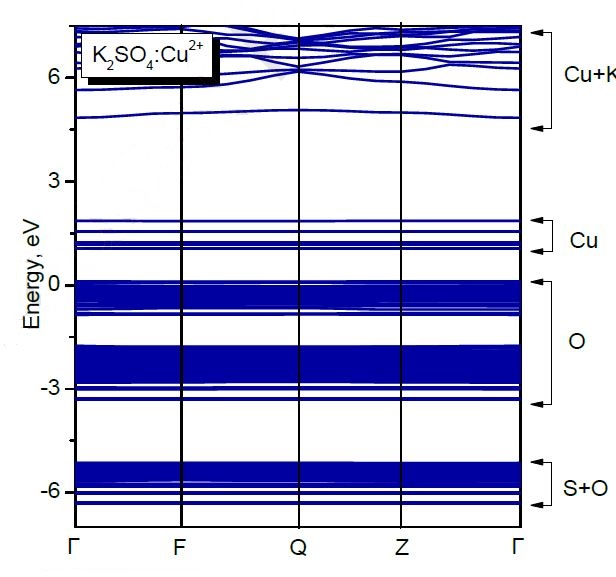 K2SO4:Cu2+
Cu+K
6
3
Cu
Energy, eV
0
O
-3
S+O
-6
Γ F Q Z Γ